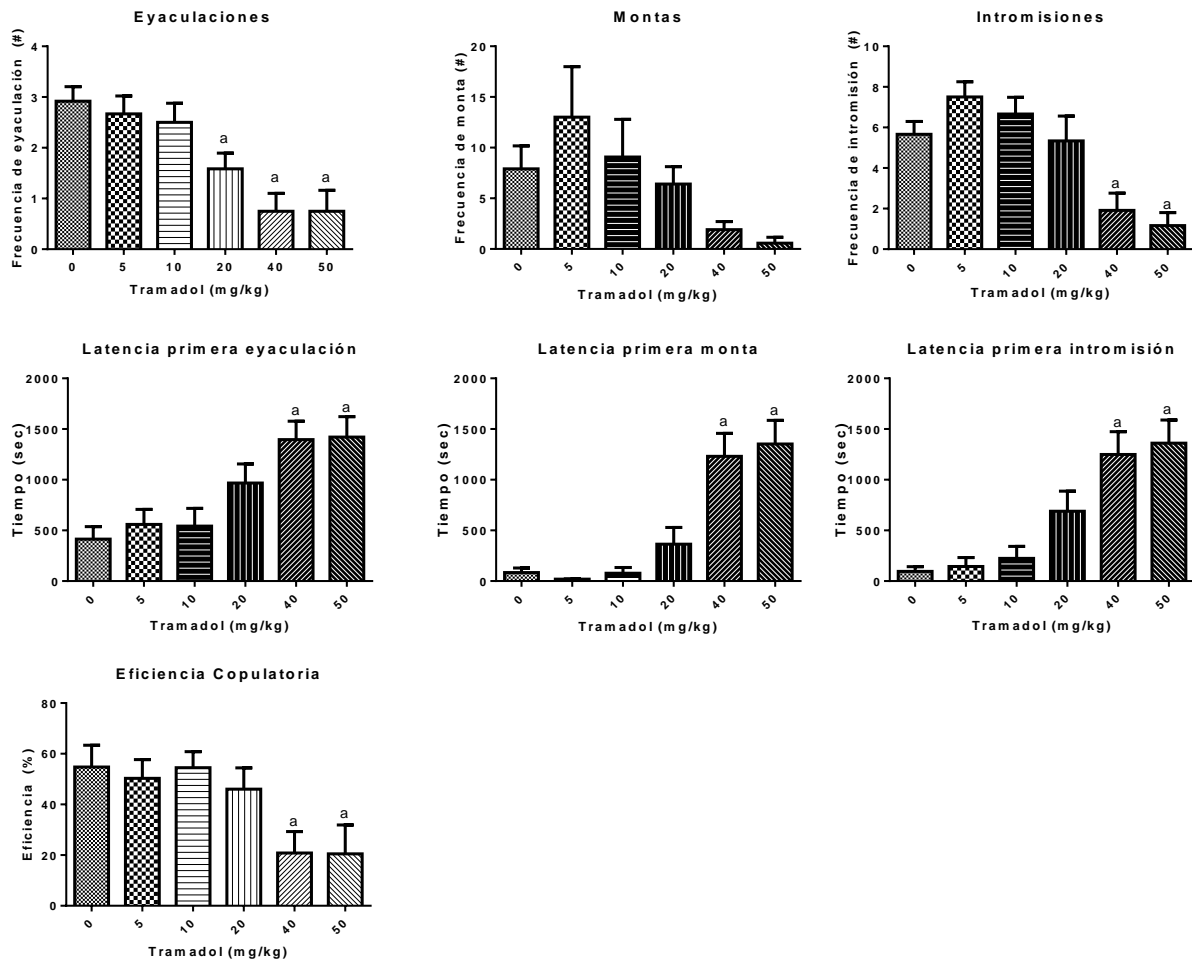 Eyaculaciones
Frecuencia de eyaculación (#)
4
3
2
1
0
a
a
a
0 5 10 20 40 50
Tramadol (mg/kg)
Montas
Frecuencia de monta (#)
20
15
10
5
0
0 5 10 20 40 50
Tramadol (mg/kg)
Intromisiones
Frecuencia de intromisión (#)
10
8
6
4
2
0
a
a
0 5 10 20 40 50
Tramadol (mg/kg)
Latencia primera eyaculación
Tiempo (sec)
2000
1500
1000
500
0
a
a
0 5 10 20 40 50
Tramadol (mg/kg)
Latencia primera monta
Tiempo (sec)
2000
1500
1000
500
0
a
a
0 5 10 20 40 50
Tramadol (mg/kg)
Latencia primera intromisión
Tiempo (sec)
2000
1500
1000
500
0
a
a
0 5 10 20 40 50
Tramadol (mg/kg)
Eficiencia Copulatoria
Eficiencia (%)
80
60
40
20
0
a
a
0 5 10 20 40 50
Tramadol (mg/kg)